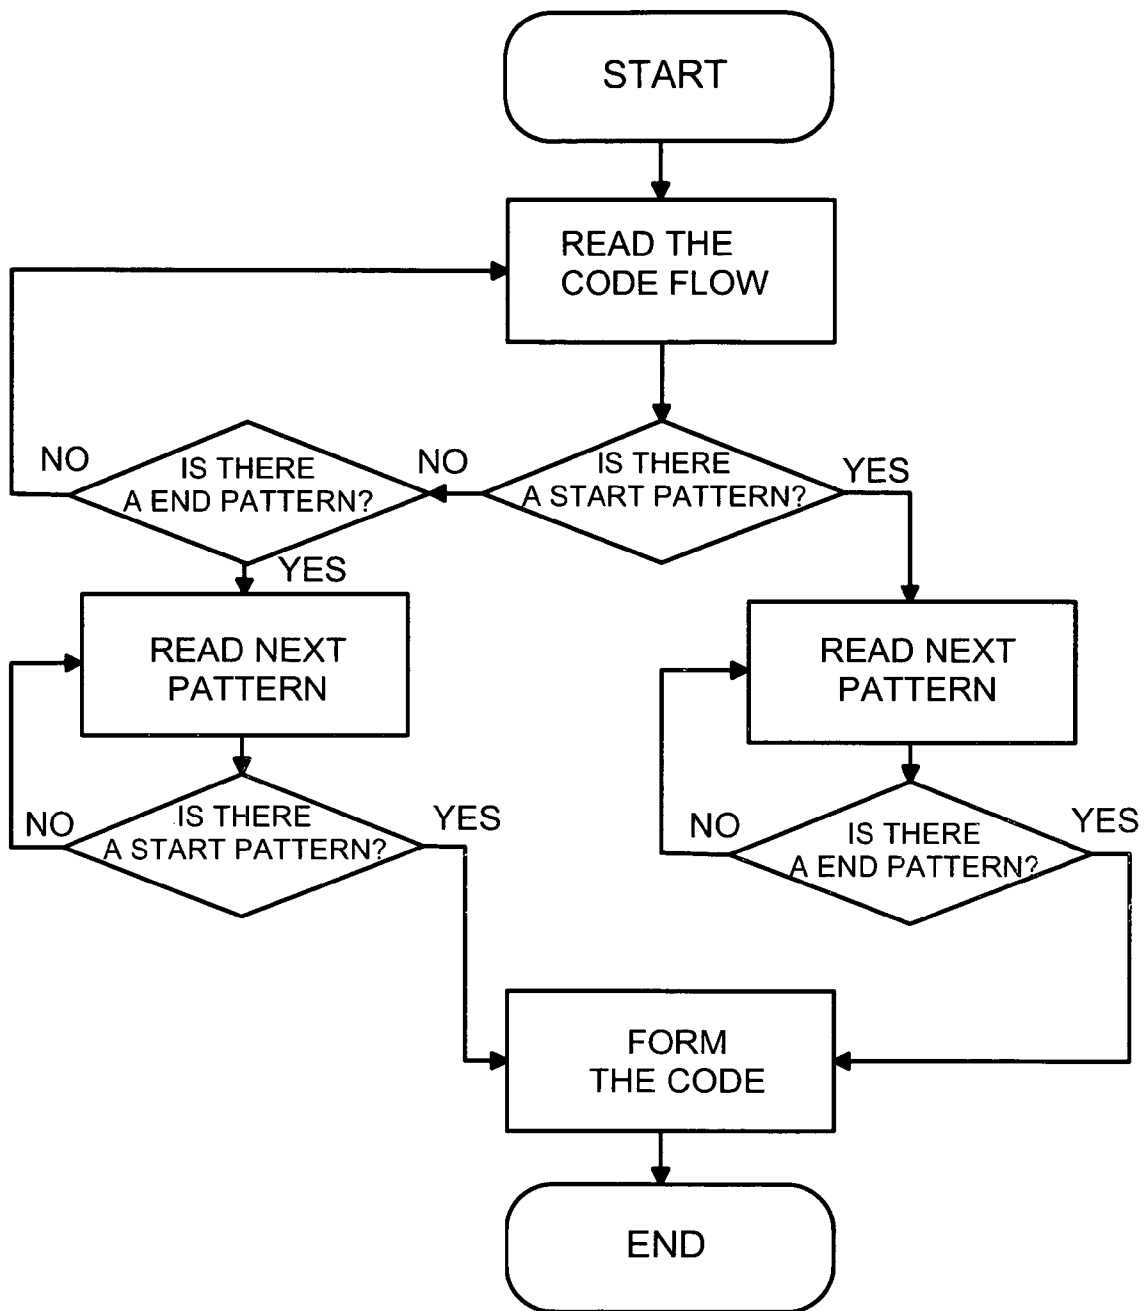 START
READ THE
CODE FLOW
NO
IS THERE
A END PATTERN?
NO
IS THERE
A START PATTERN?
YES
YES
READ NEXT
PATTERN
READ NEXT
PATTERN
NO
IS THERE
A START PATTERN?
YES
NO
IS THERE
A END PATTERN?
YES
FORM
THE CODE
END